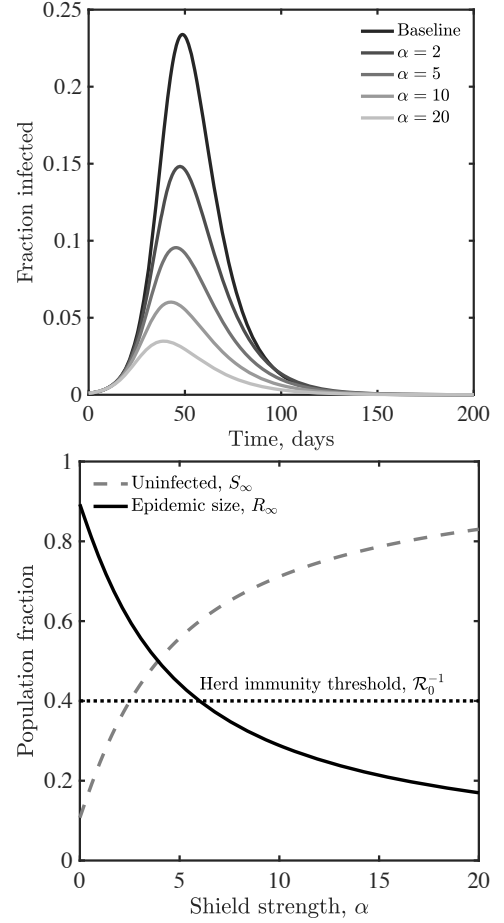 0.25
0.2
0.15
0.1
0.05
0
Fraction infected
Baseline
α = 2
α = 5
α = 10
α = 20
0 50 100 150 200
Time, days
1
0.8
0.6
0.4
0.2
0
Population fraction
Uninfected, S∞
Epidemic size, R∞
Herd immunity threshold, ℛ₀⁻¹
0 5 10 15 20
Shield strength, α